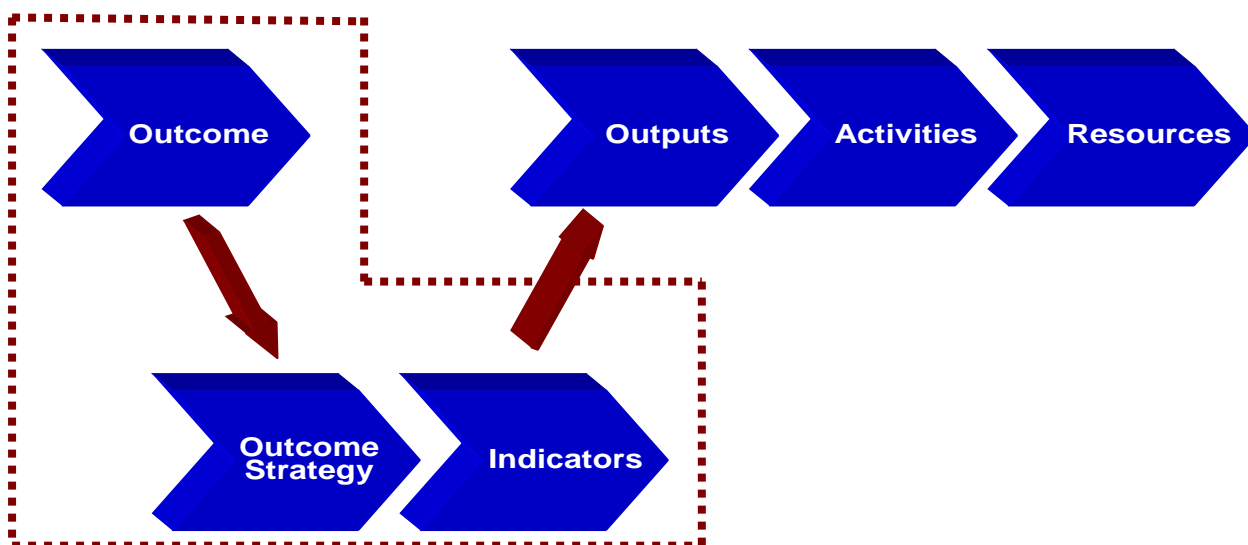 Outcome
Outputs
Activities
Resources
Outcome
Strategy
Indicators